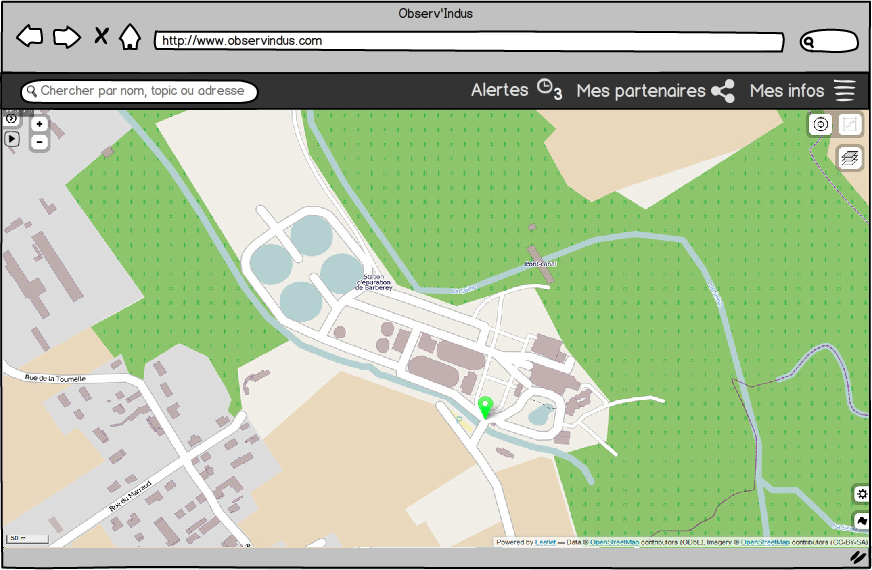 Observ'Indus
http://www.observindus.com
Chercher par nom, topic ou adresse
Alertes 3 Mes partenaires Mes infos
+
-
Station
d'épuration
de Barberey
Rue de la Tournelle
Rue du Marzaud
50 m
Powered by Leaflet — Data © OpenStreetMap contributors (ODbL), Imagery © OpenStreetMap contributors (CC-BY-SA)